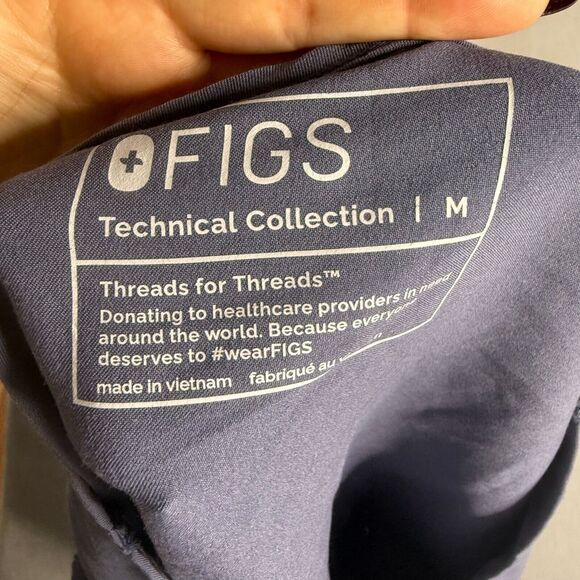 FIGS
Technical Collection | M
Threads for Threads™
Donating to healthcare providers in need
around the world. Because
deserves to #wearFIGS
made in vietnam fabriqué au